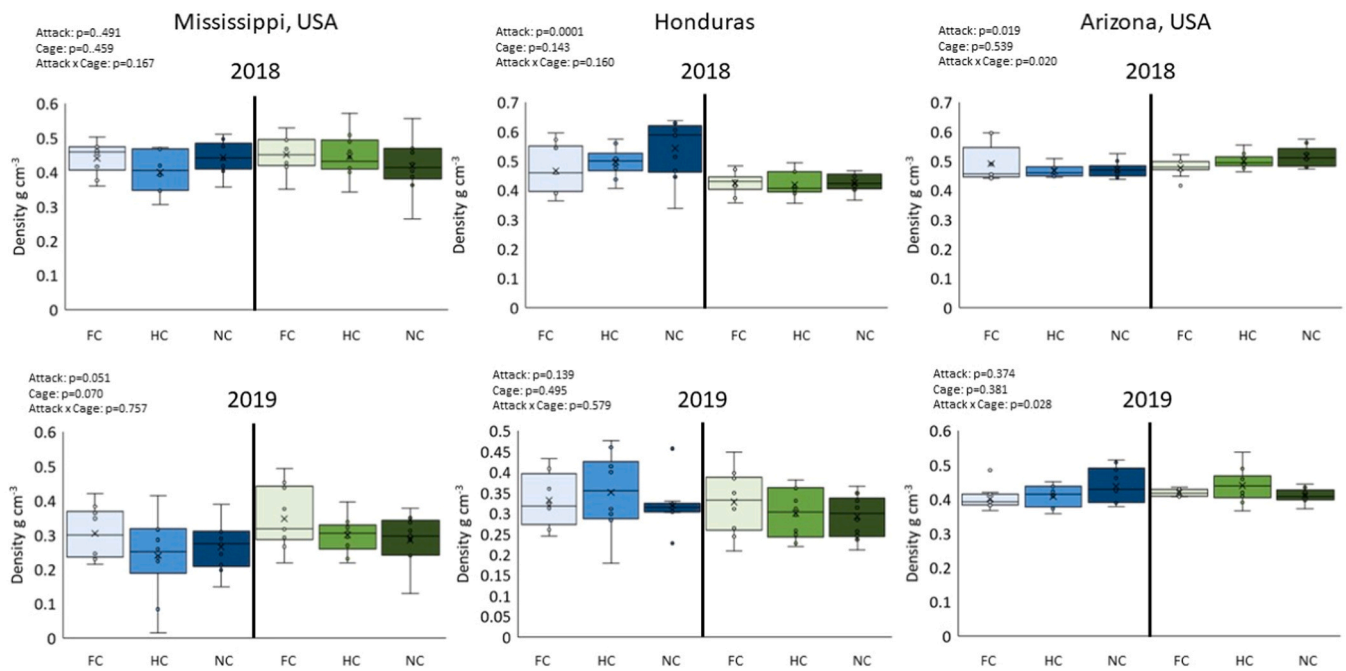 Mississippi, USA
Honduras
Arizona, USA
Attack: p=0..491
Cage: p=0..459
Attack x Cage: p=0.167
2018
Attack: p=0.0001
Cage: p=0.143
Attack x Cage: p=0.160
2018
Attack: p=0.019
Cage: p=0.539
Attack x Cage: p=0.020
2018
Density g cm-3
0.6
0.5
0.4
0.3
0.2
0.1
0
FC HC NC FC HC NC
Density g cm-3
0.7
0.6
0.5
0.4
0.3
0.2
0.1
0
FC HC NC FC HC NC
Density g cm-3
0.7
0.6
0.5
0.4
0.3
0.2
0.1
0
FC HC NC FC HC NC
Attack: p=0.051
Cage: p=0.070
Attack x Cage: p=0.757
2019
Attack: p=0.139
Cage: p=0.495
Attack x Cage: p=0.579
2019
Attack: p=0.374
Cage: p=0.381
Attack x Cage: p=0.028
2019
Density g cm-3
0.6
0.5
0.4
0.3
0.2
0.1
0
FC HC NC FC HC NC
Density g cm-3
0.5
0.45
0.4
0.35
0.3
0.25
0.2
0.15
0.1
0.05
0
FC HC NC FC HC NC
Density g cm-3
0.6
0.5
0.4
0.3
0.2
0.1
0
FC HC NC FC HC NC